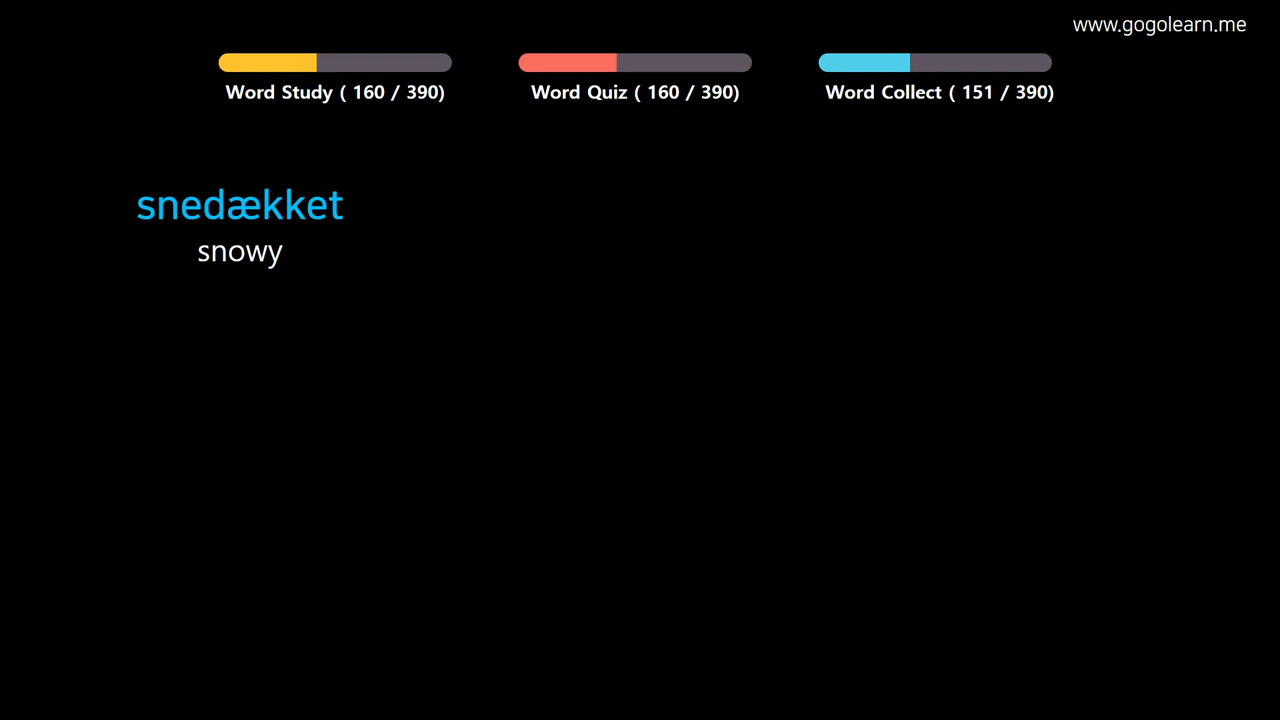 www.gogolearn.me
Word Study ( 160 / 390)
Word Quiz ( 160 / 390)
Word Collect ( 151 / 390)
snedækket
snowy